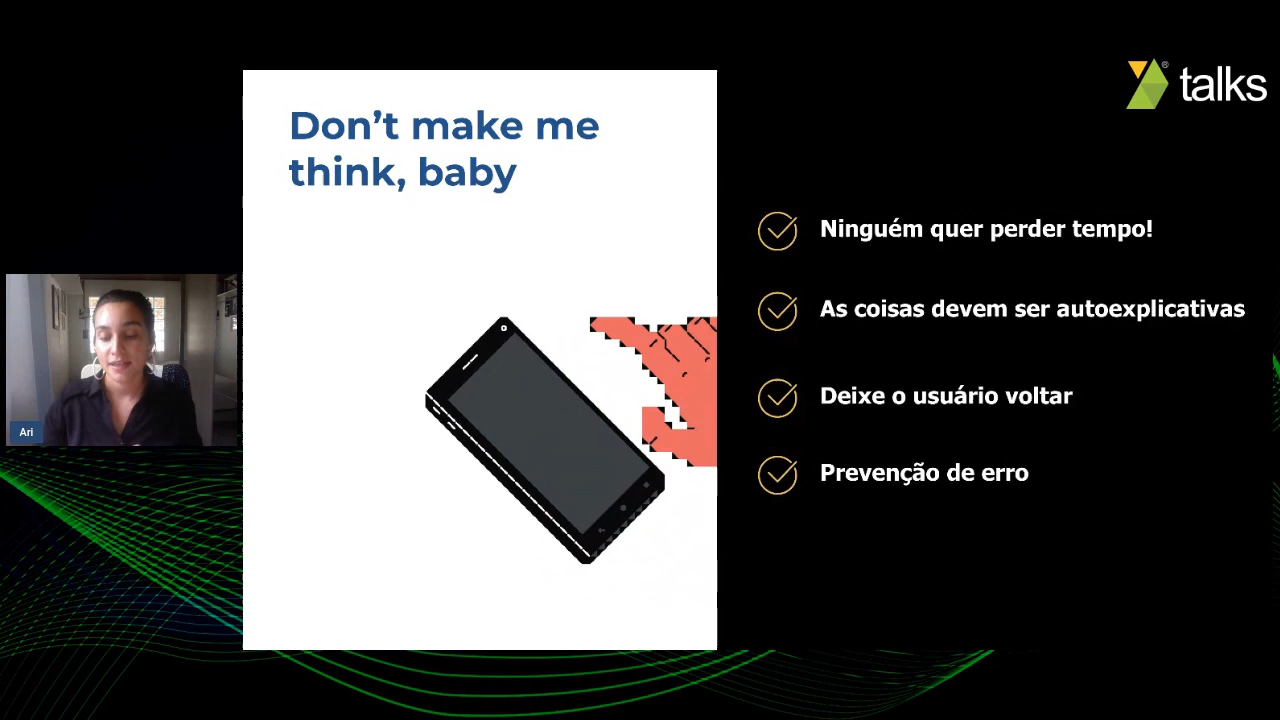 talks
Don’t make me
think, baby
Ninguém quer perder tempo!
As coisas devem ser autoexplicativas
Deixe o usuário voltar
Prevenção de erro
Ari